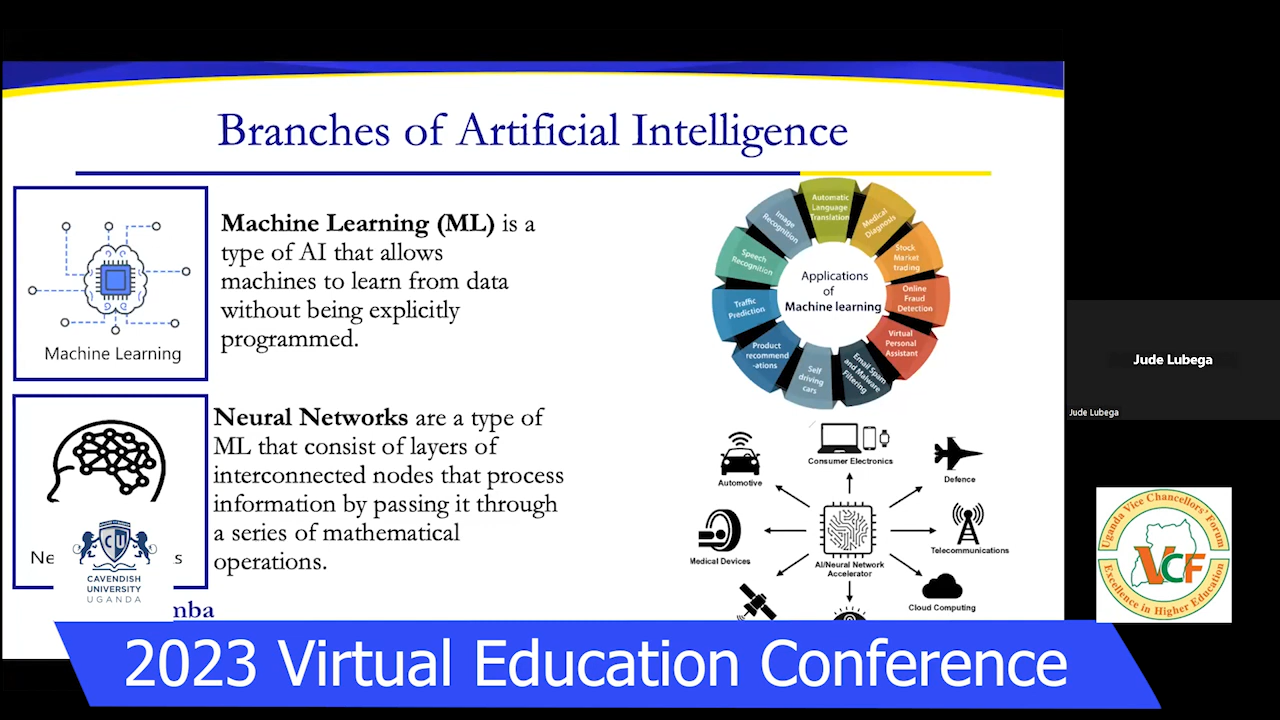 Branches of Artificial Intelligence
Machine Learning (ML) is a
type of AI that allows
machines to learn from data
without being explicitly
programmed.
Machine Learning
Neural Networks are a type of
ML that consist of layers of
interconnected nodes that process
information by passing it through
a series of mathematical
operations.
Ne
s
CU
CAVENDISH
UNIVERSITY
UGANDA
mba
Applications
of
Machine learning
Automatic
Language
Translation
Medical
Diagnosis
Stock
Market
trading
Online
Fraud
Detection
Virtual
Personal
Assistant
Email Spam
and Malware
Filtering
Self
driving
cars
Product
recommend
-ations
Traffic
Prediction
Speech
Recognition
Image
Recognition
Consumer Electronics
Automotive
Defence
Medical Devices
Telecommunications
AI/Neural Network
Accelerator
Cloud Computing
Jude Lubega
Jude Lubega
Uganda Vice Chancellors' Forum
VCF
Excellence in Higher Education
2023 Virtual Education Conference